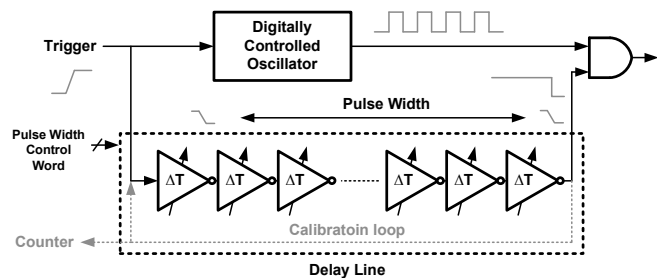 Digitally
Controlled
Oscillator
Trigger
Pulse Width
Pulse Width
Control
Word
ΔT ΔT ΔT ΔT ΔT ΔT
Calibratoin loop
Counter
Delay Line